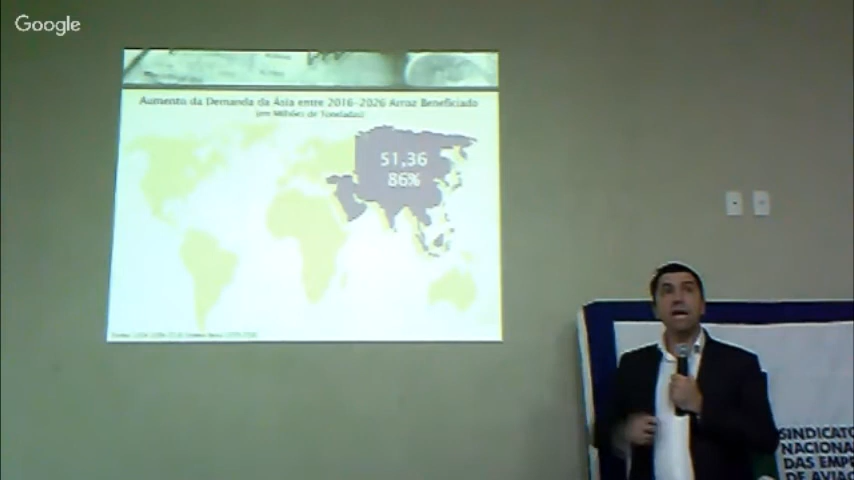 Google
Aumento da Demanda da Ásia entre 2016-2026 Arroz Beneficiado
(em Milhões de Toneladas)
51,36
86%
SINDICATO
NACIONA
DAS EMP
DE AVIAÇ